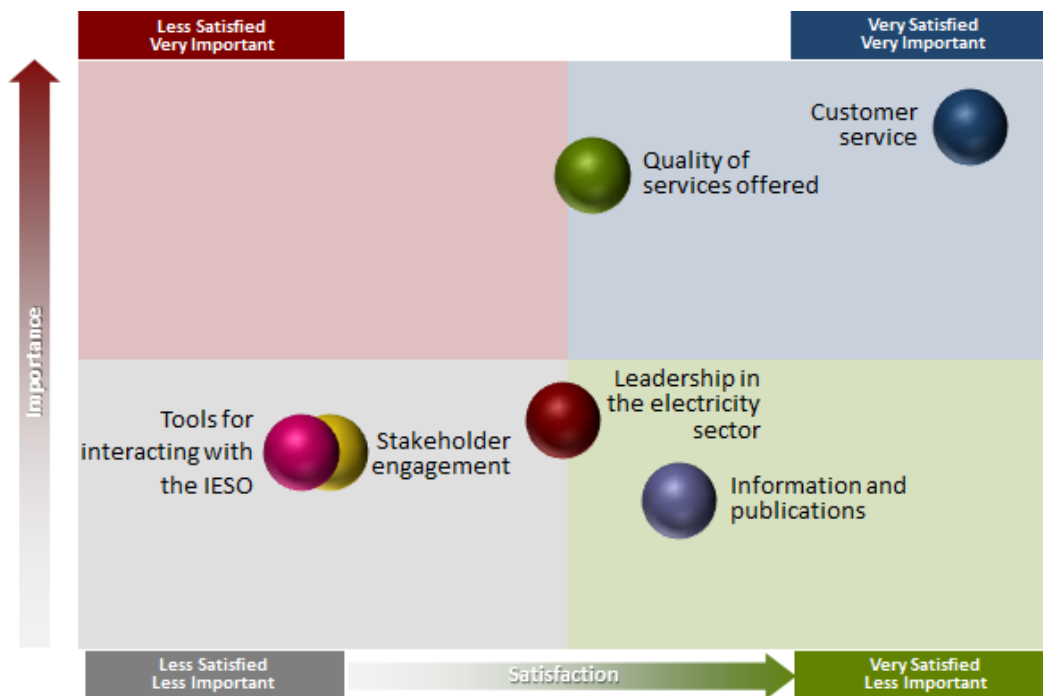 Less Satisfied
Very Important
Very Satisfied
Very Important
Importance
Customer
service
Quality of
services offered
Leadership in
the electricity
sector
Tools for
interacting with
the IESO
Stakeholder
engagement
Information and
publications
Less Satisfied
Less Important
Satisfaction
Very Satisfied
Less Important